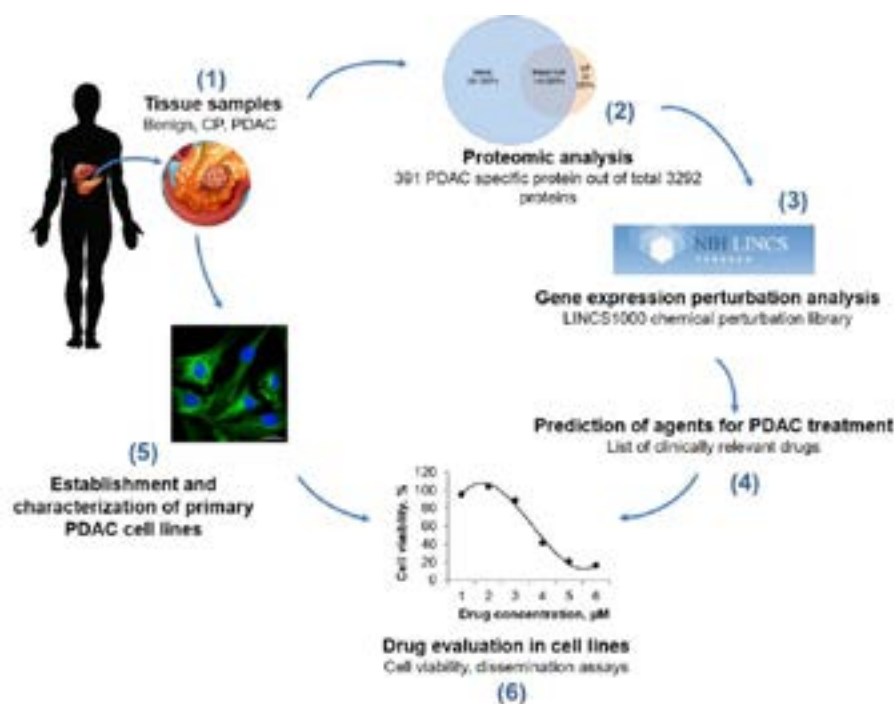 (1)
Tissue samples
Benign, CP, PDAC
(2)
Proteomic analysis
391 PDAC specific protein out of total 3292
proteins
(3)
NIH LINCS
PROGRAM
Gene expression perturbation analysis
LINCS1000 chemical perturbation library
Prediction of agents for PDAC treatment
List of clinically relevant drugs
(4)
(5)
Establishment and
characterization of primary
PDAC cell lines
Cell viability, %
120
100
80
60
40
20
0
1 2 3 4 5 6
Drug concentration, µM
Drug evaluation in cell lines
Cell viability, dissemination assays
(6)